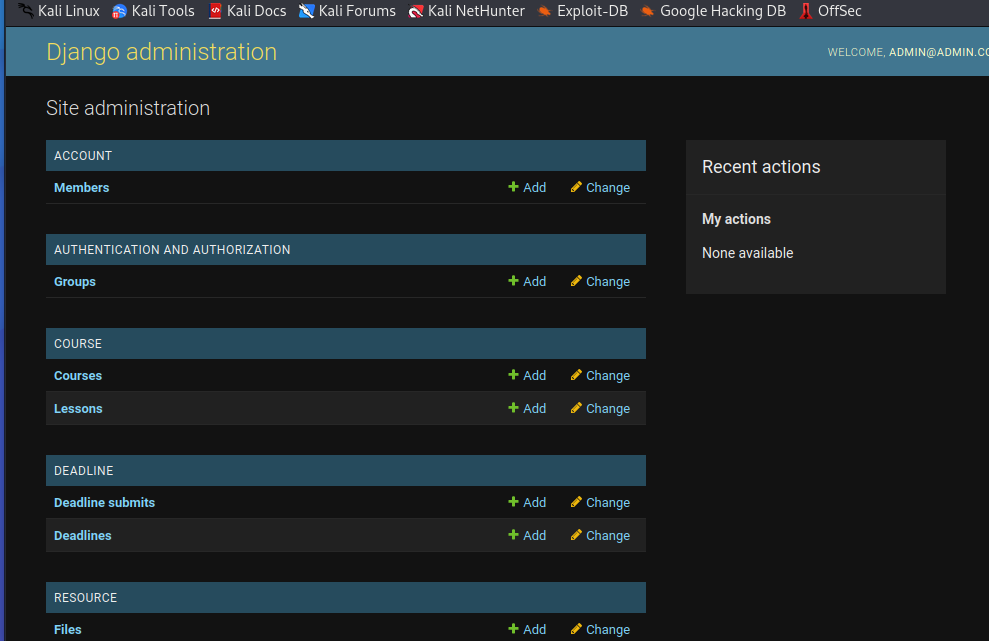 Kali Linux Kali Tools Kali Docs Kali Forums Kali NetHunter Exploit-DB Google Hacking DB OffSec
Django administration
WELCOME, ADMIN@ADMIN.CO
Site administration
ACCOUNT
Members Add Change
AUTHENTICATION AND AUTHORIZATION
Groups Add Change
COURSE
Courses Add Change
Lessons Add Change
DEADLINE
Deadline submits Add Change
Deadlines Add Change
RESOURCE
Files Add Change
Recent actions
My actions
None available